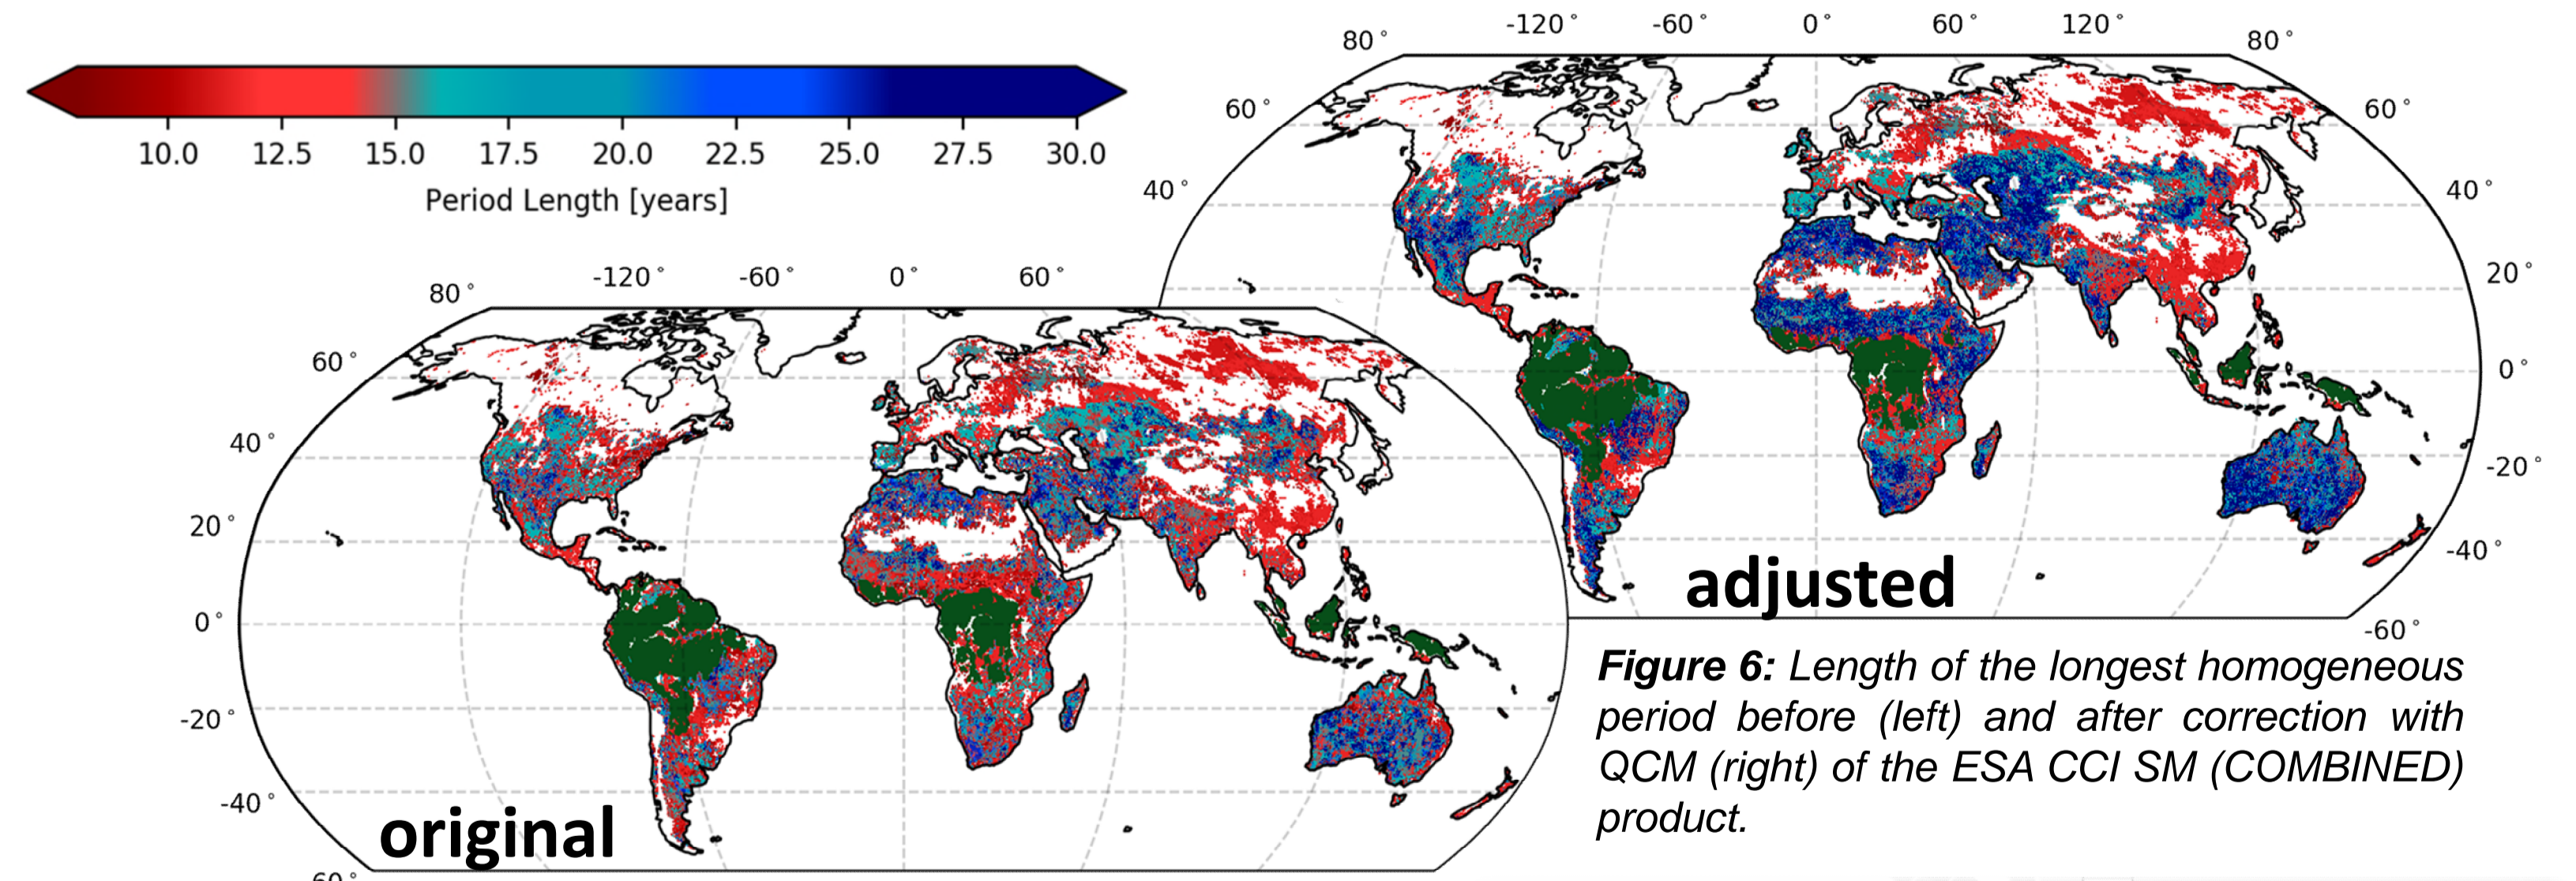 10.0 12.5 15.0 17.5 20.0 22.5 25.0 27.5 30.0
Period Length [years]
-120° -60° 0° 60° 120°
80° 80°
60° 60°
40° 40°
20°
0°
-20°
-40°
-60°
adjusted
-120° -60° 0° 60°
80°
60°
40°
20°
0°
-20°
-40°
original
Figure 6: Length of the longest homogeneous
period before (left) and after correction with
QCM (right) of the ESA CCI SM (COMBINED)
product.